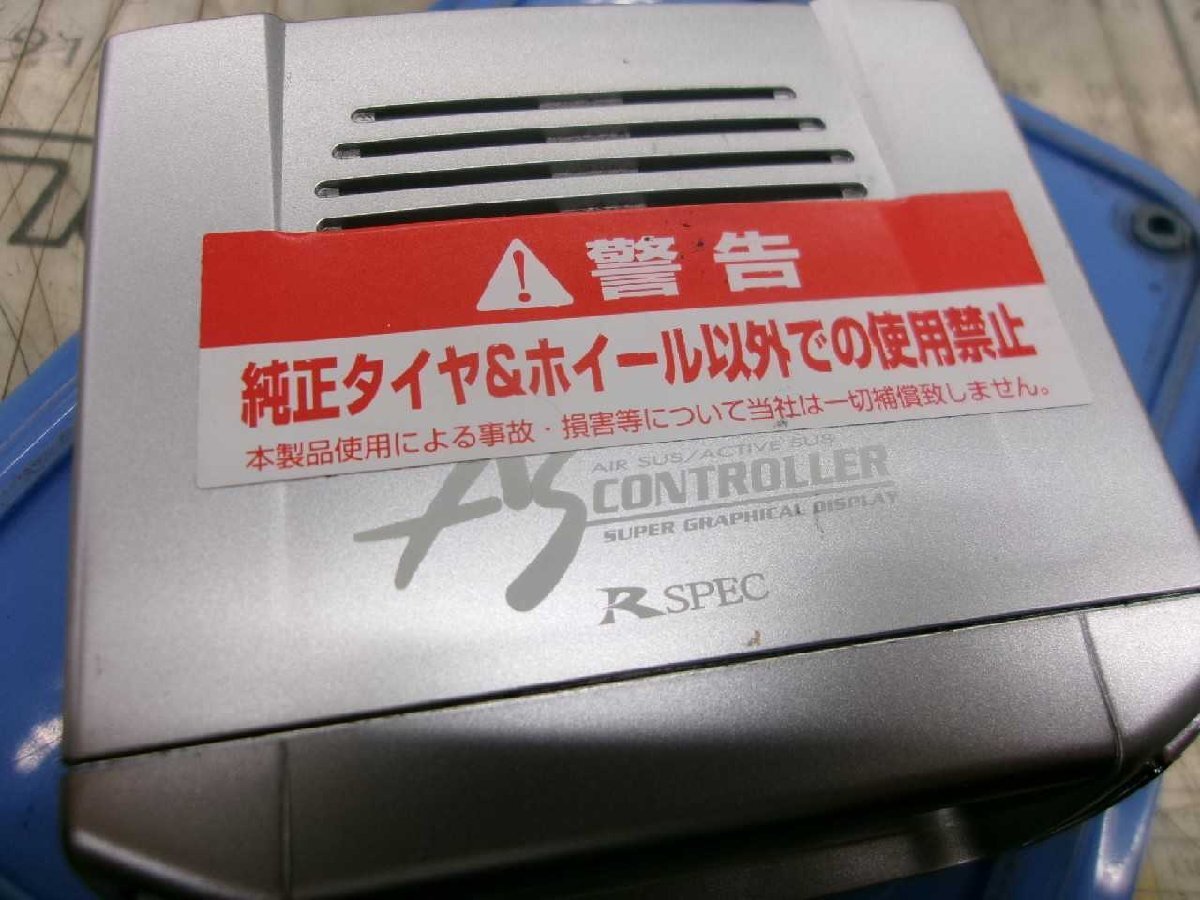 警告
純正タイヤ&ホイール以外での使用禁止
本製品使用による事故・損害等について当社は一切補償致しません。
AIR SUS/ACTIVE SUS
AS CONTROLLER
SUPER GRAPHICAL DISPLAY
R SPEC